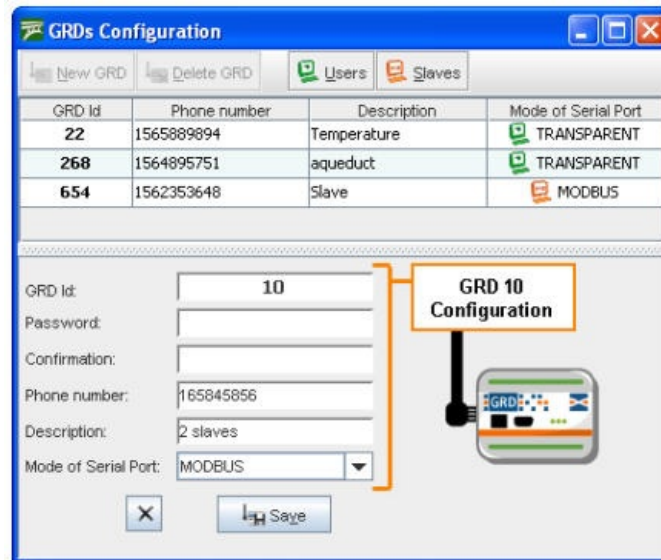 GRDs Configuration
New GRD Delete GRD Users Slaves
GRD Id Phone number Description Mode of Serial Port
22 1565889894 Temperature TRANSPARENT
268 1564895751 aqueduct TRANSPARENT
654 1562353648 Slave MODBUS
GRD Id: 10
Password:
Confirmation:
Phone number: 165845856
Description: 2 slaves
Mode of Serial Port: MODBUS
Save
GRD 10
Configuration
GRD